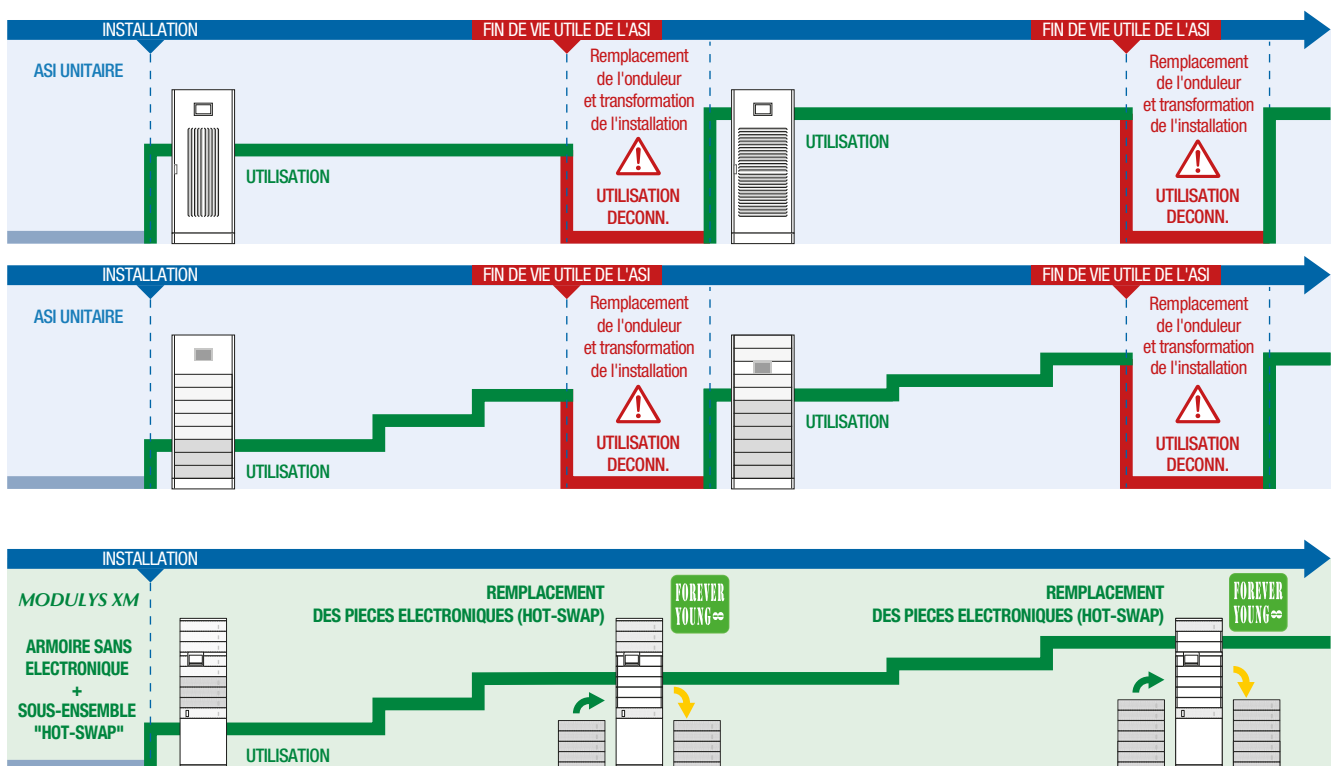 INSTALLATION
FIN DE VIE UTILE DE L'ASI
FIN DE VIE UTILE DE L'ASI
ASI UNITAIRE
Remplacement
de l'onduleur
et transformation
de l'installation
UTILISATION
DECONN.
Remplacement
de l'onduleur
et transformation
de l'installation
UTILISATION
DECONN.
UTILISATION
UTILISATION
INSTALLATION
FIN DE VIE UTILE DE L'ASI
FIN DE VIE UTILE DE L'ASI
ASI UNITAIRE
Remplacement
de l'onduleur
et transformation
de l'installation
UTILISATION
DECONN.
Remplacement
de l'onduleur
et transformation
de l'installation
UTILISATION
DECONN.
UTILISATION
UTILISATION
INSTALLATION
MODULYS XM
ARMOIRE SANS
ELECTRONIQUE
+
SOUS-ENSEMBLE
"HOT-SWAP"
UTILISATION
REMPLACEMENT
DES PIECES ELECTRONIQUES (HOT-SWAP)
FOREVER
YOUNG
REMPLACEMENT
DES PIECES ELECTRONIQUES (HOT-SWAP)
FOREVER
YOUNG